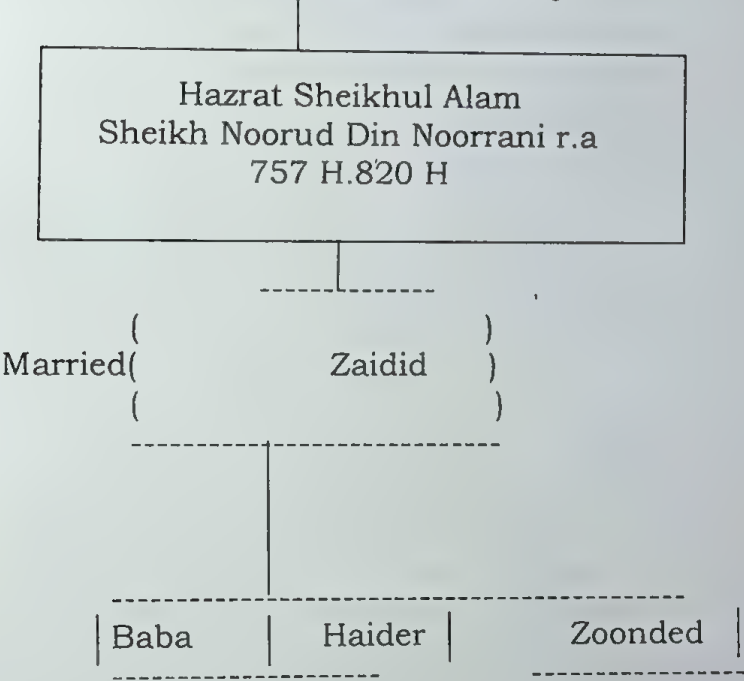 Hazrat Sheikhul Alam
Sheikh Noorud Din Noorrani r.a
757 H.820 H
Married( Zaidid )
Baba | Haider | Zoonded |